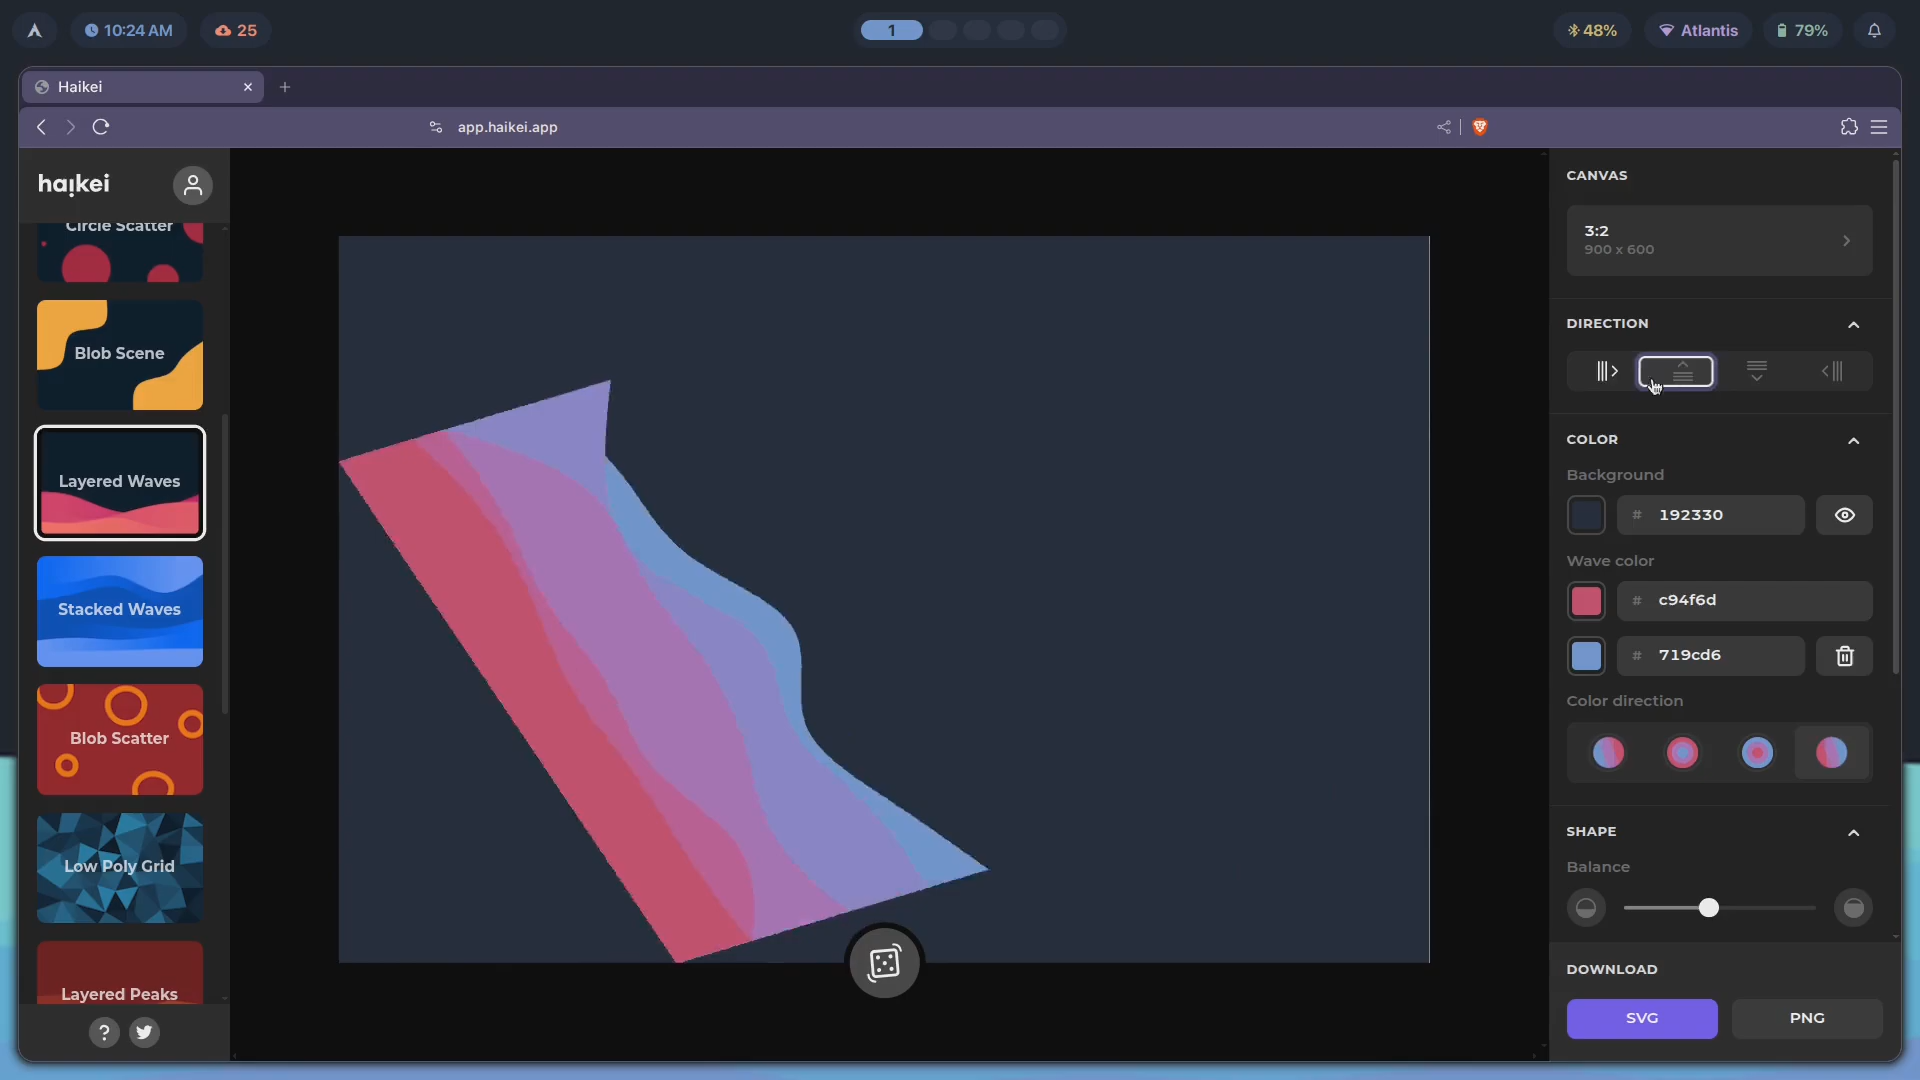 10:24 AM
25
1
48%
Atlantis
79%
Haikei
app.haikei.app
haikei
Circle Scatter
Blob Scene
Layered Waves
Stacked Waves
Blob Scatter
Low Poly Grid
Layered Peaks
?
CANVAS
3:2
900 x 600
DIRECTION
COLOR
Background
# 192330
Wave color
# c94f6d
# 719cd6
Color direction
SHAPE
Balance
DOWNLOAD
SVG
PNG